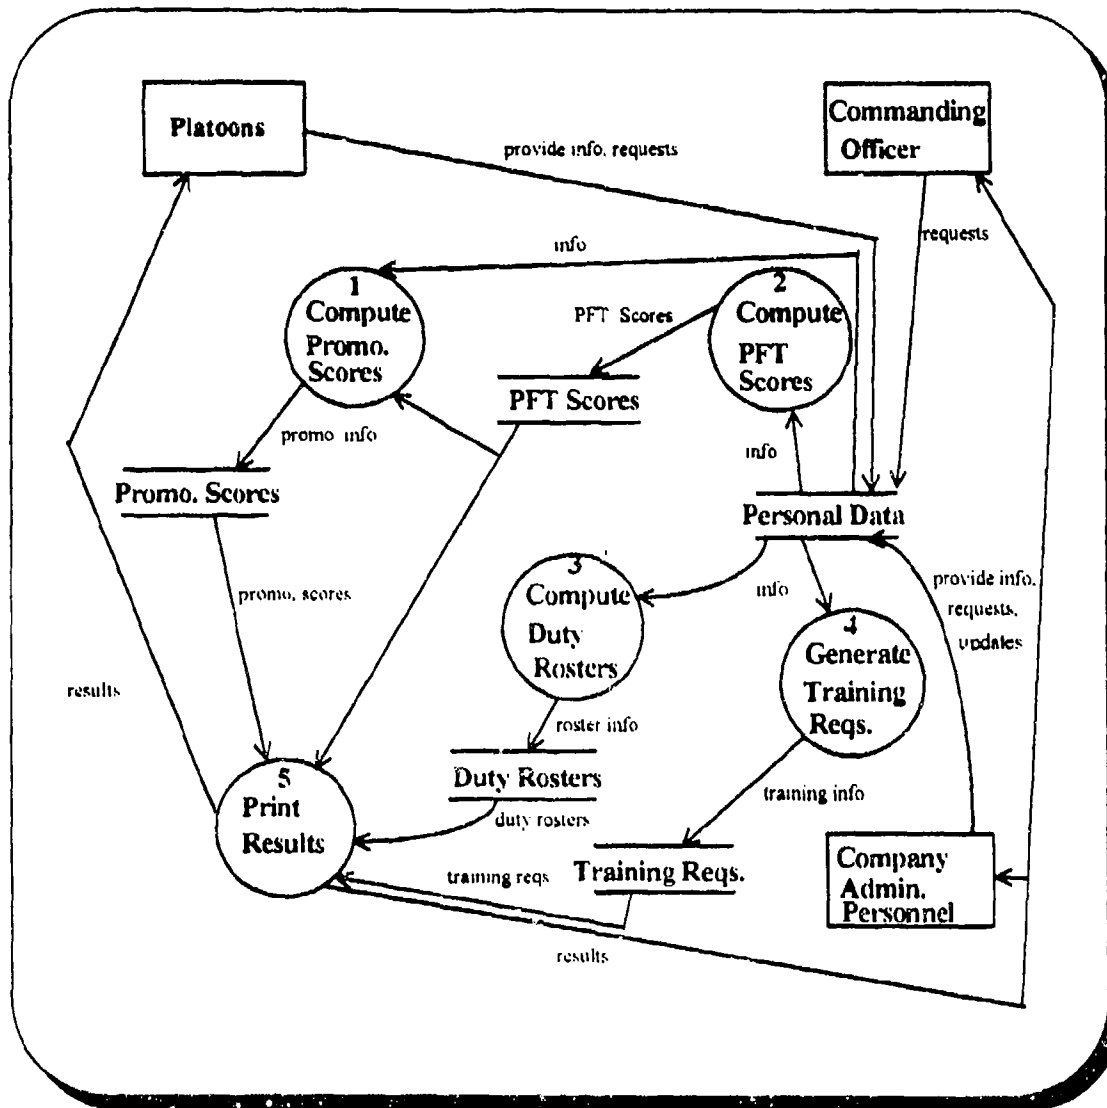 Platoons
Commanding
Officer
provide info, requests
requests
info
1
Compute
Promo.
Scores
2
Compute
PFT
Scores
PFT Scores
PFT Scores
promo info
info
Promo. Scores
Personal Data
promo. scores
3
Compute
Duty
Rosters
info
provide info,
requests,
updates
4
Generate
Training
Reqs.
results
roster info
Duty Rosters
duty rosters
training info
5
Print
Results
training reqs
Training Reqs.
Company
Admin.
Personnel
results